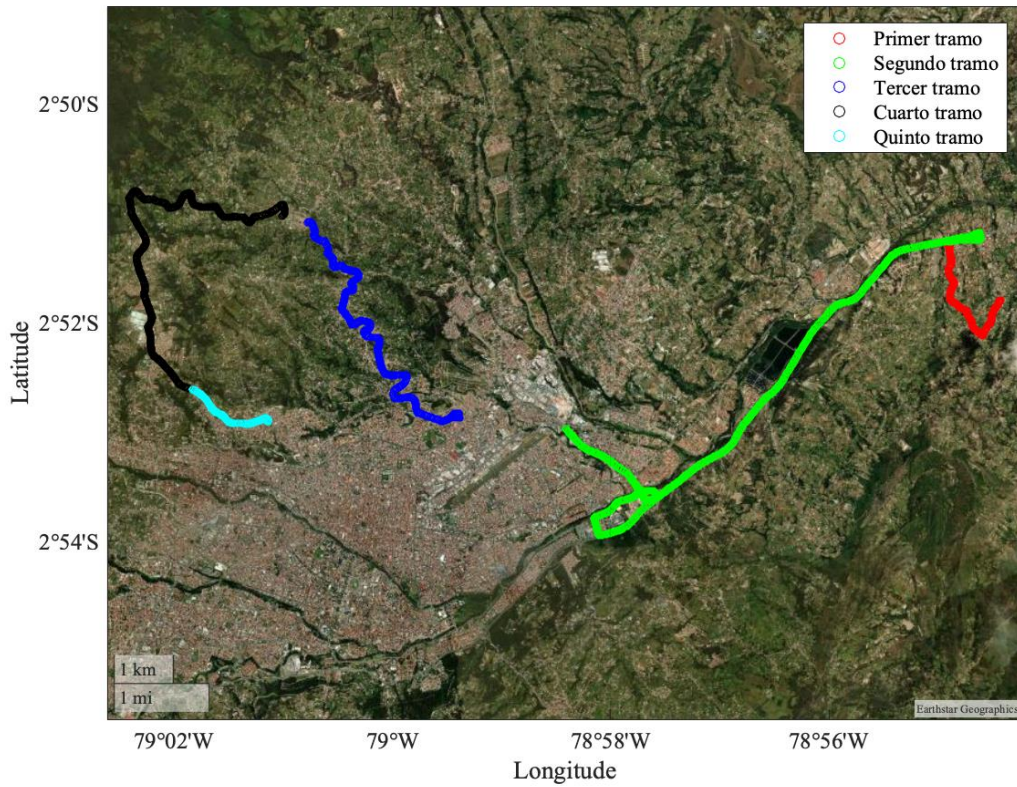 Primer tramo
Segundo tramo
Tercer tramo
Cuarto tramo
Quinto tramo
2°50'S
2°52'S
2°54'S
Latitude
1 km
1 mi
Earthstar Geographics
79°02'W
79°W
78°58'W
78°56'W
Longitude